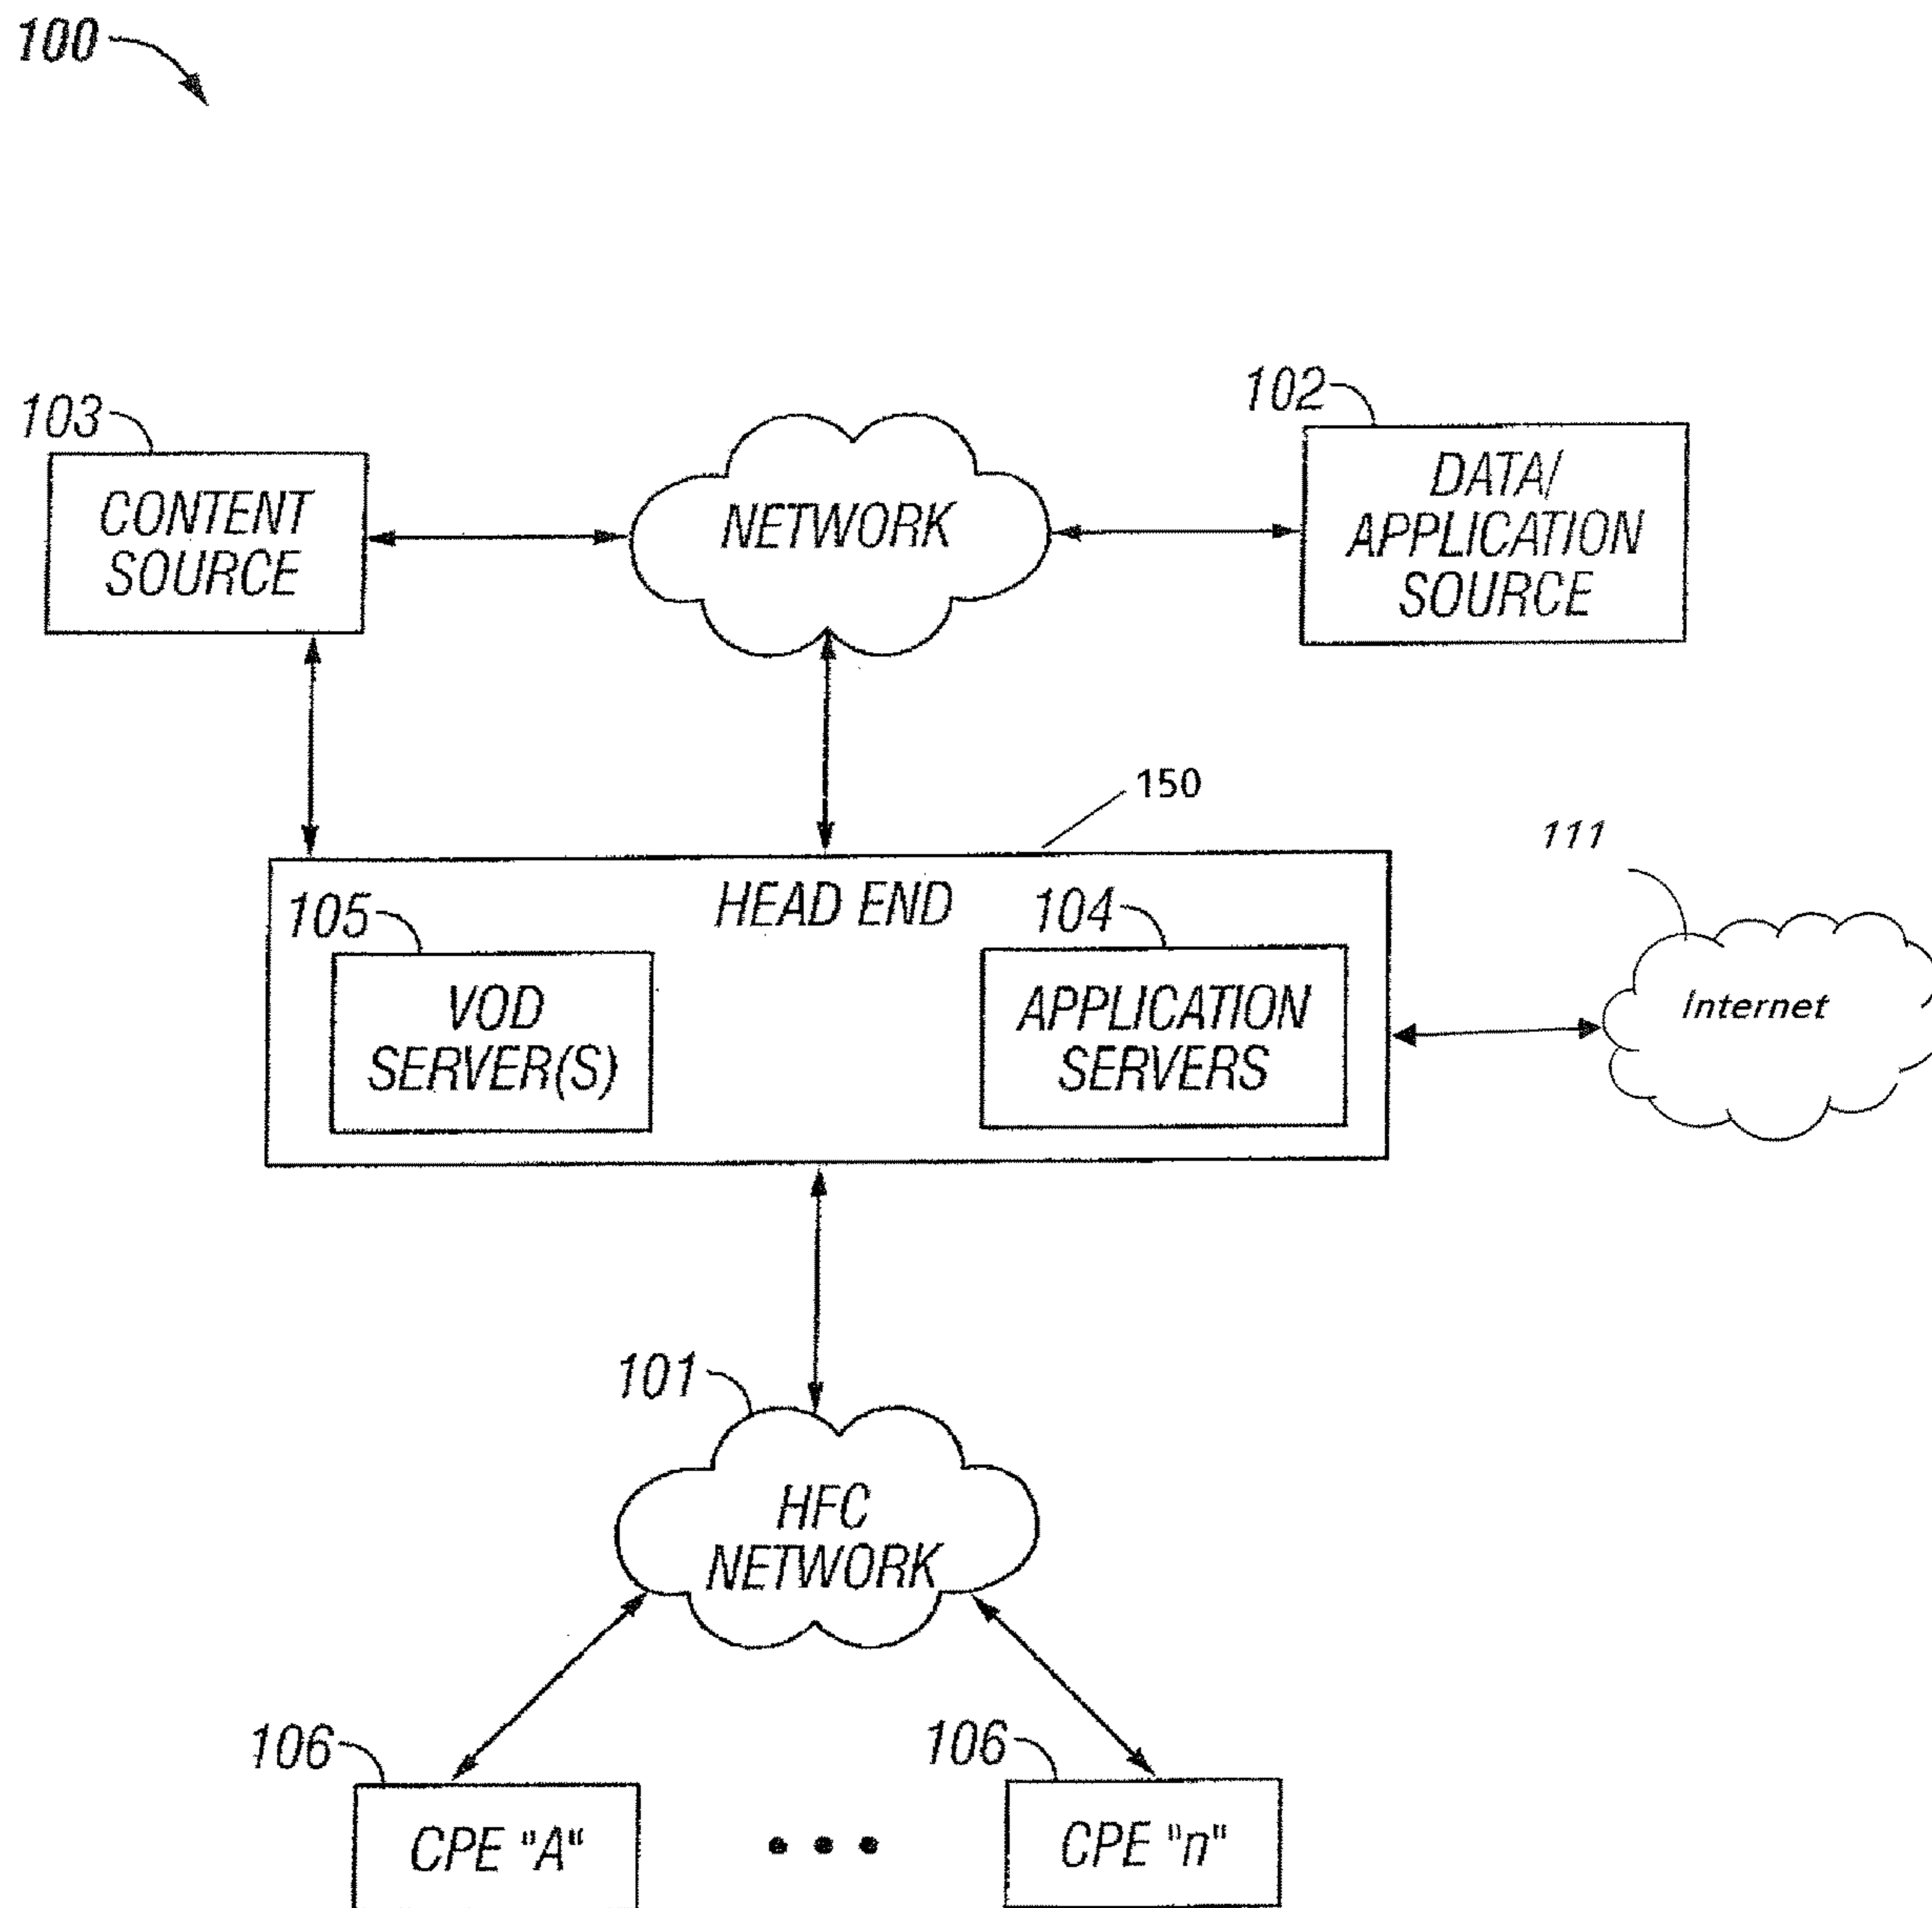 100
103
102
CONTENT
SOURCE
NETWORK
DATA/
APPLICATION
SOURCE
150
111
HEAD END
105
104
VOD
SERVER(S)
APPLICATION
SERVERS
Internet
101
HFC
NETWORK
106
106
CPE "A"
CPE "n"